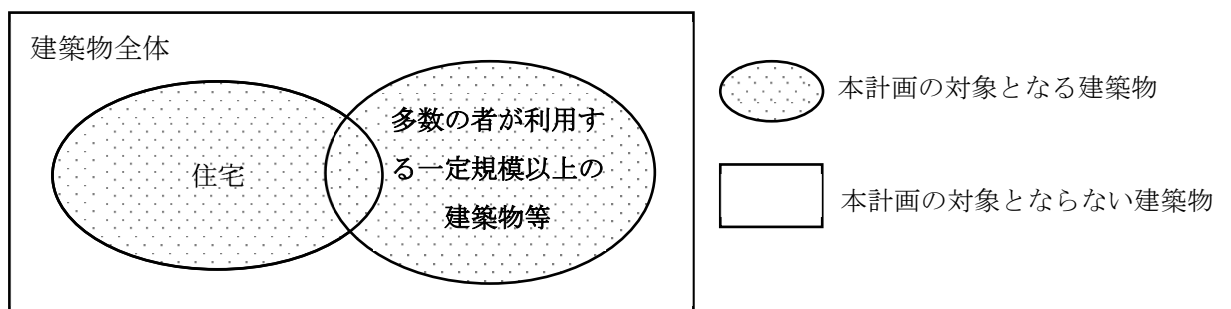 建築物全体
住宅
多数の者が利用す
る一定規模以上の
建築物等
本計画の対象となる建築物
本計画の対象とならない建築物